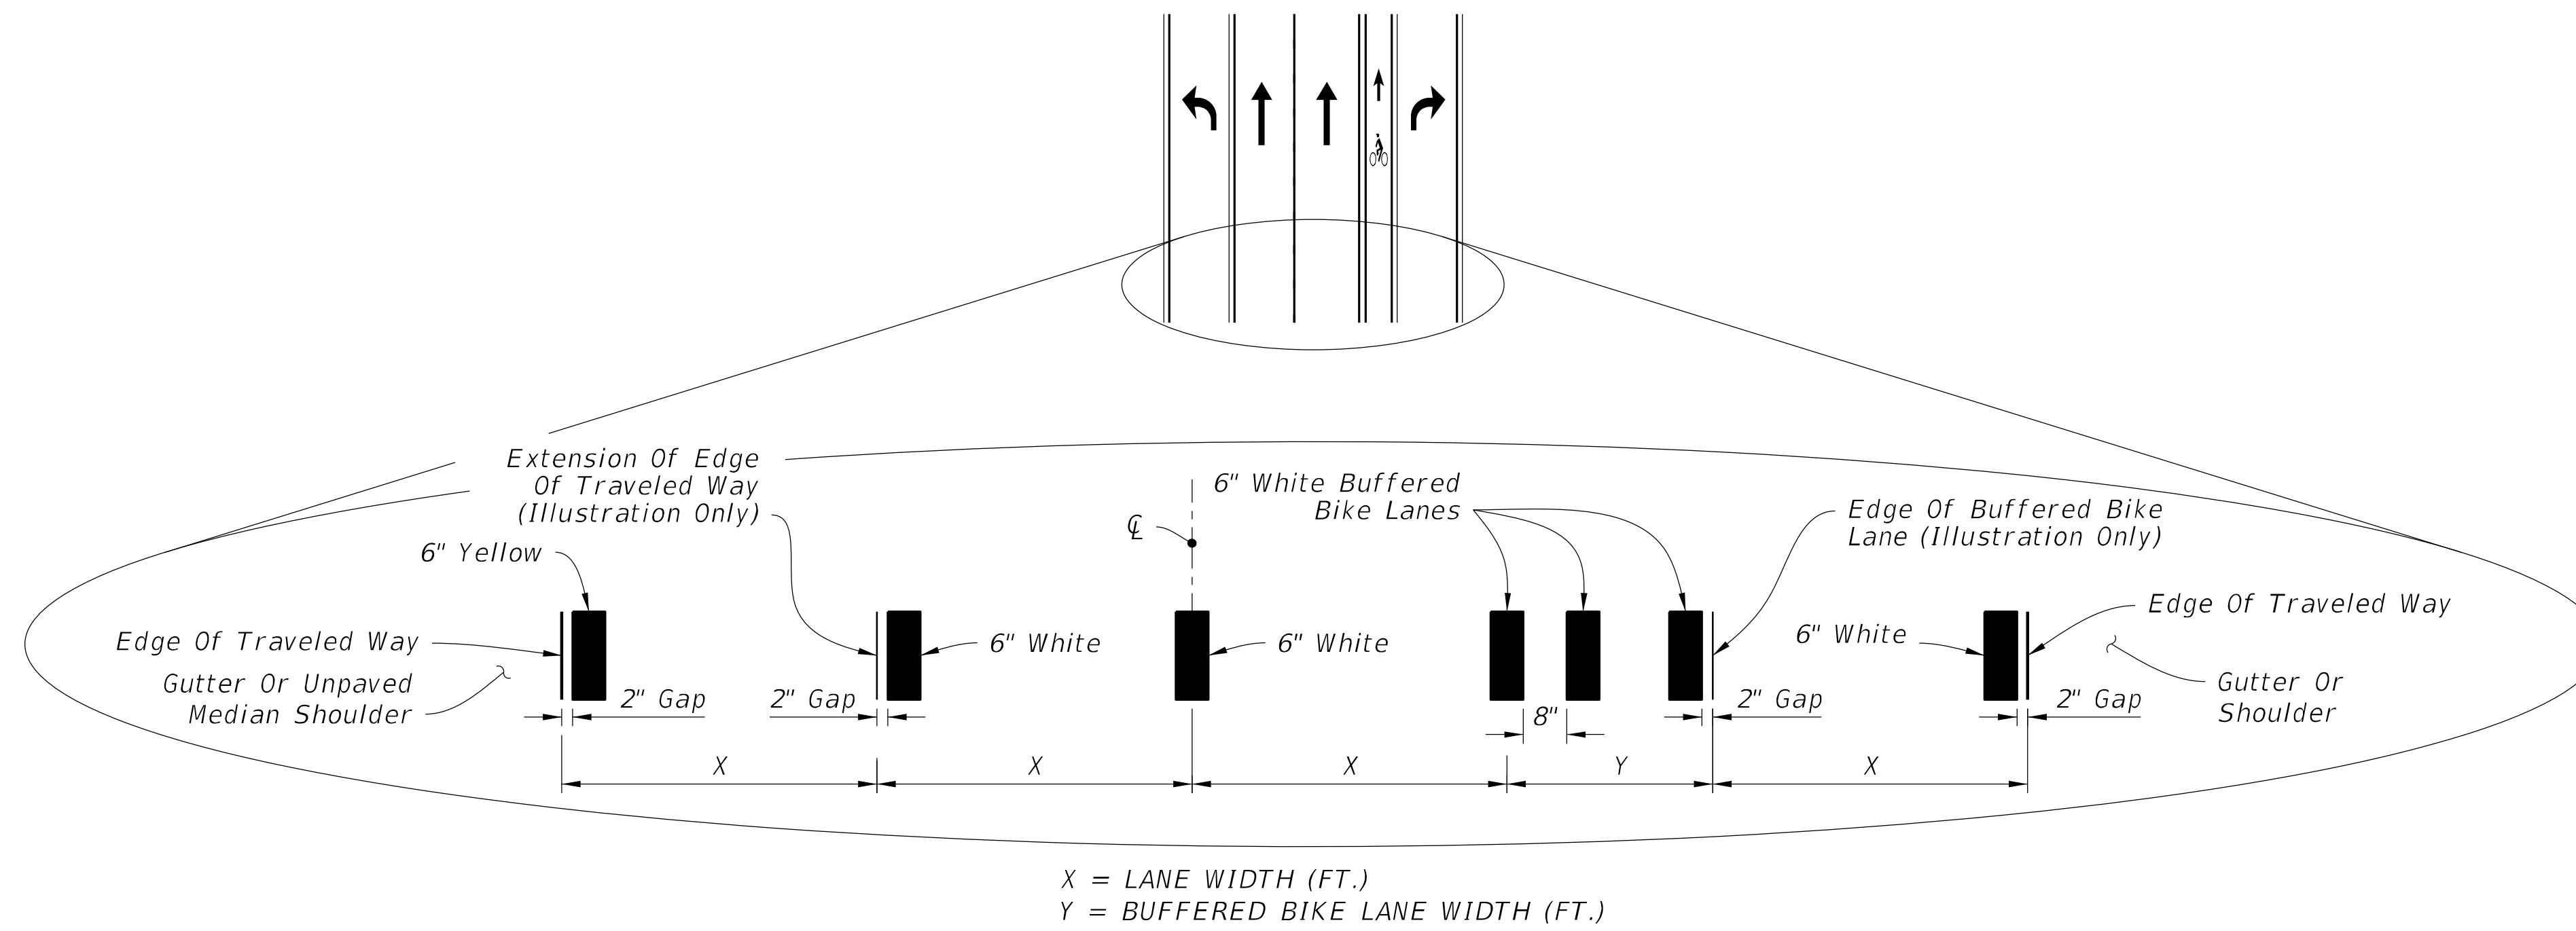 Extension Of Edge
Of Traveled Way
(Illustration Only)
6" White Buffered
Bike Lanes
Edge Of Buffered Bike
Lane (Illustration Only)
℄
6" Yellow
Edge Of Traveled Way
Edge Of Traveled Way
6" White
6" White
6" White
Gutter Or Unpaved
Median Shoulder
Gutter Or
Shoulder
2" Gap
2" Gap
8"
2" Gap
2" Gap
X
X
X
Y
X
X = LANE WIDTH (FT.)
Y = BUFFERED BIKE LANE WIDTH (FT.)